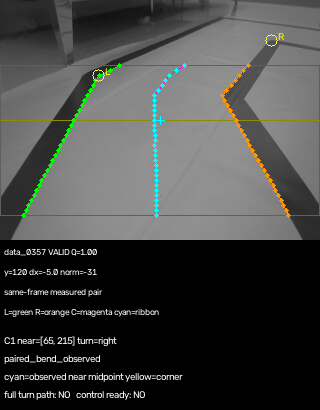 L
R
data_0357 VALID Q=1.00
y=120 dx=-5.0 norm=-31
same-frame measured pair
L=green R=orange C=magenta cyan=ribbon
C1 near=[65, 215] turn=right
paired_bend_observed
cyan=observed near midpoint yellow=corner
full turn path: NO control ready: NO